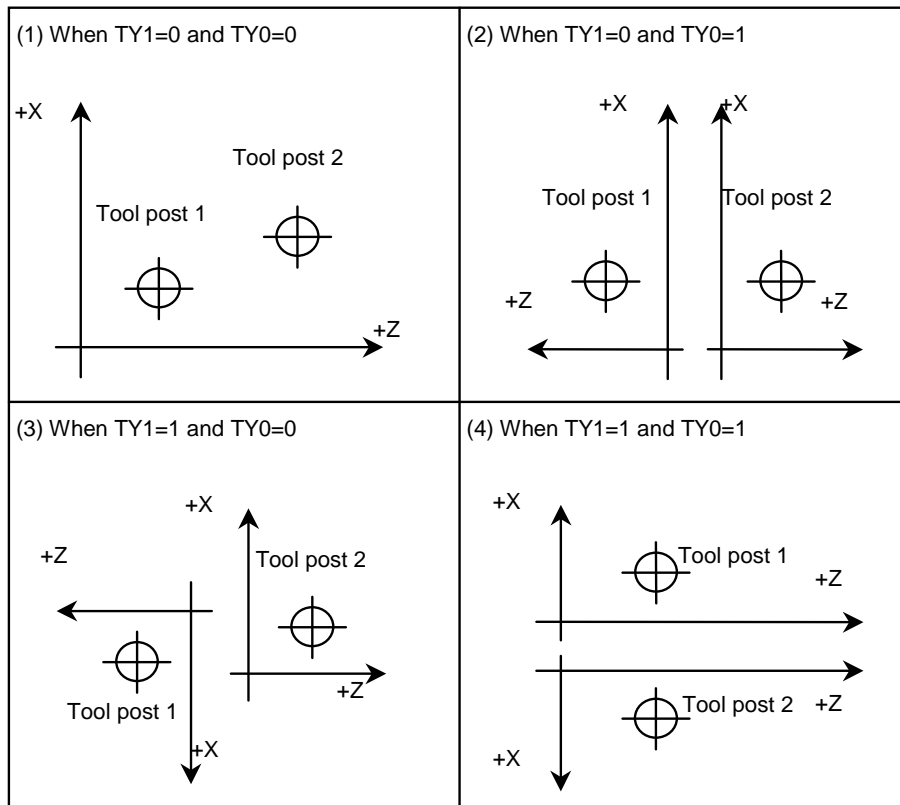 (1) When TY1=0 and TY0=0
+X
Tool post 2
Tool post 1
+Z
(2) When TY1=0 and TY0=1
+X
+X
Tool post 1
Tool post 2
+Z
+Z
(3) When TY1=1 and TY0=0
+X
+Z
Tool post 2
+Z
Tool post 1
+X
(4) When TY1=1 and TY0=1
+X
Tool post 1
+Z
Tool post 2
+Z
+X